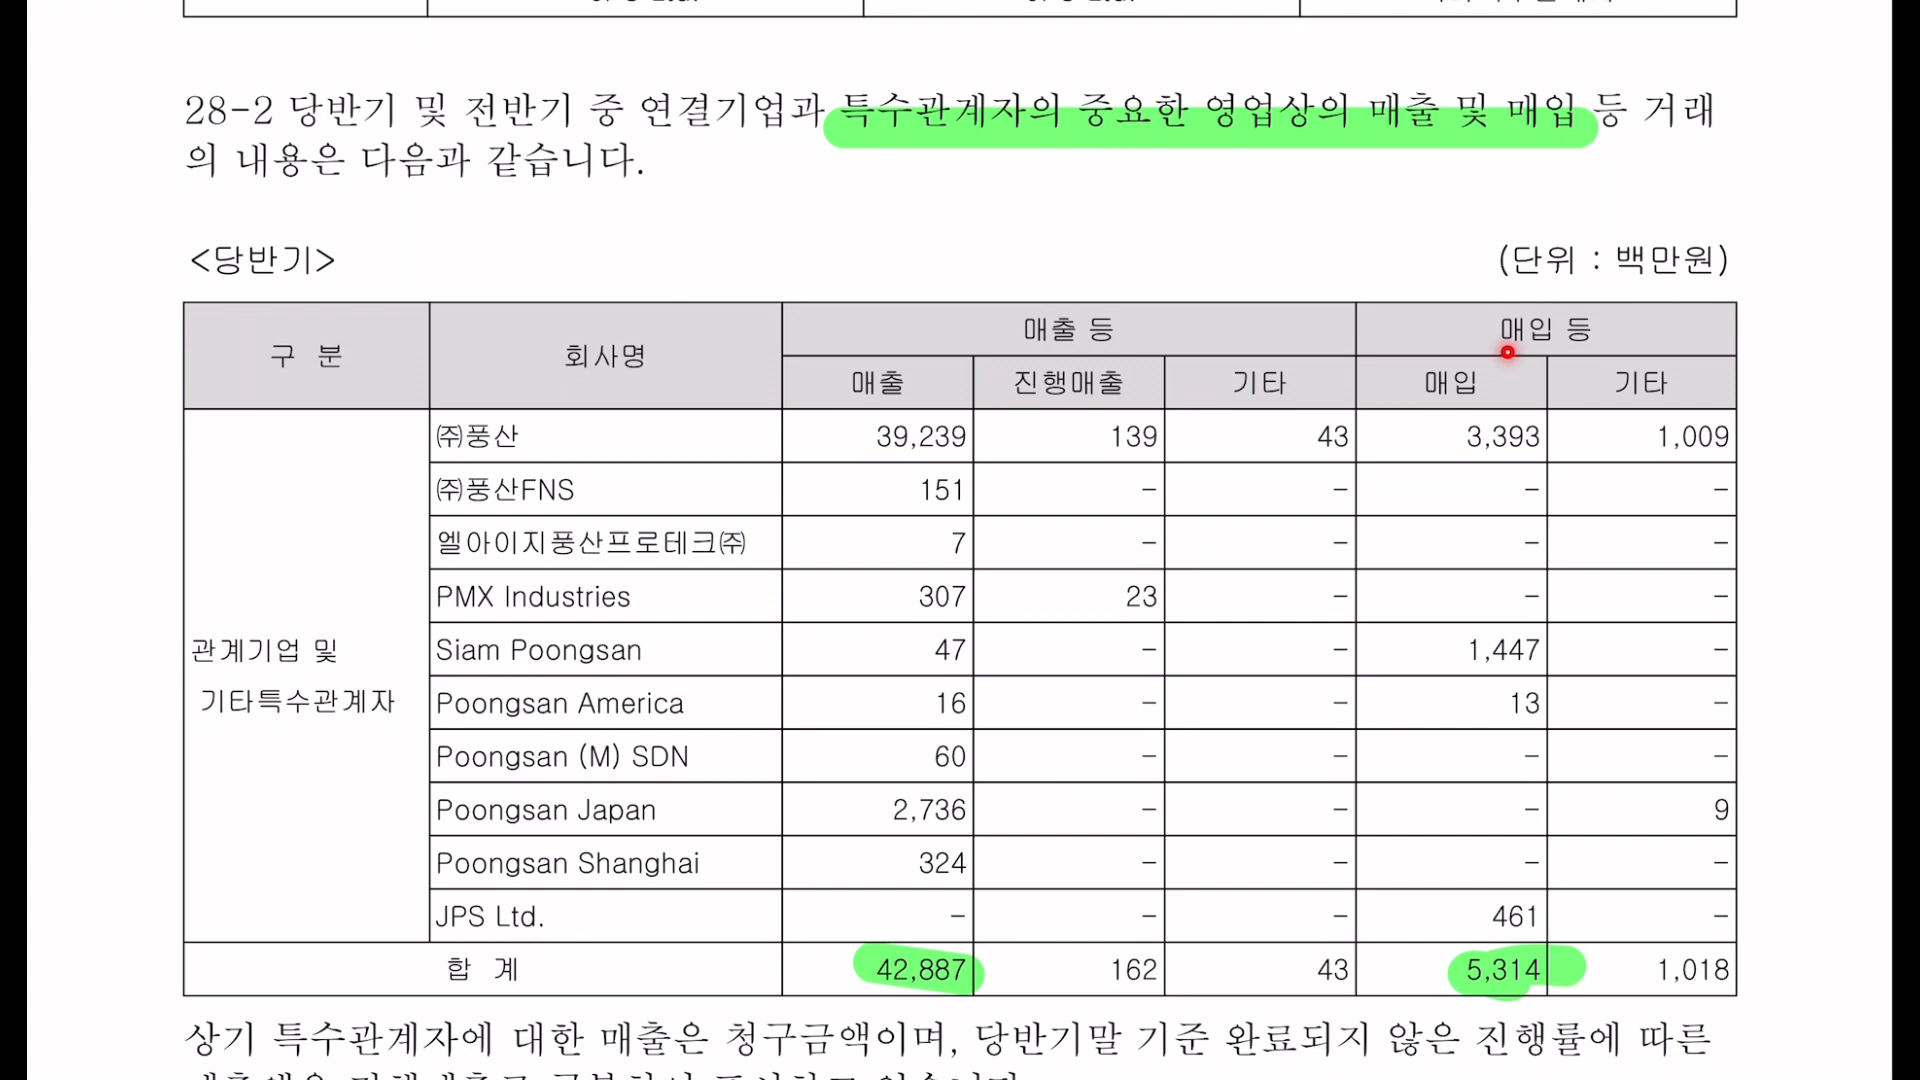 28-2 당반기 및 전반기 중 연결기업과 특수관계자의 중요한 영업상의 매출 및 매입 등 거래
의 내용은 다음과 같습니다.
<당반기> (단위 : 백만원)
구 분 회사명 매출 등 매입 등
매출 진행매출 기타 매입 기타
관계기업 및
기타특수관계자
㈜풍산 39,239 139 43 3,393 1,009
㈜풍산FNS 151 - - - -
엘아이지풍산프로테크㈜ 7 - - - -
PMX Industries 307 23 - - -
Siam Poongsan 47 - - 1,447 -
Poongsan America 16 - - 13 -
Poongsan (M) SDN 60 - - - -
Poongsan Japan 2,736 - - - 9
Poongsan Shanghai 324 - - - -
JPS Ltd. - - - 461 -
합 계 42,887 162 43 5,314 1,018
상기 특수관계자에 대한 매출은 청구금액이며, 당반기말 기준 완료되지 않은 진행률에 따른